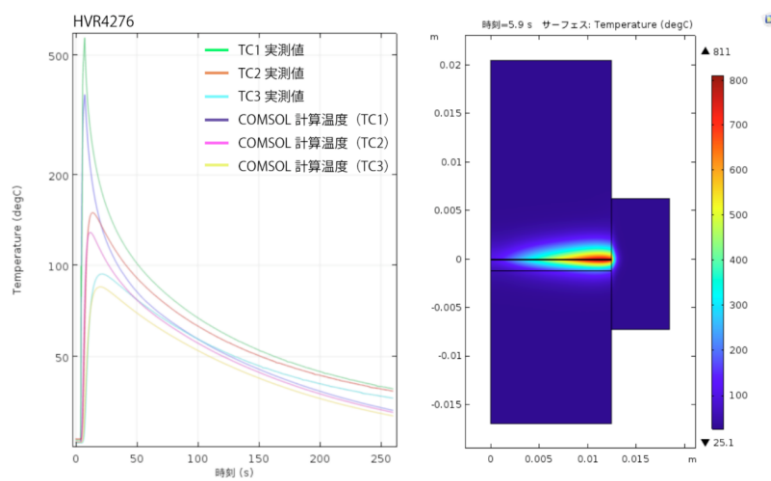 HVR4276
TC1 実測値
TC2 実測値
TC3 実測値
COMSOL 計算温度（TC1）
COMSOL 計算温度（TC2）
COMSOL 計算温度（TC3）
500
200
100
50
Temperature (degC)
0
50
100
150
200
250
時刻 (s)
時刻=5.9 s サーフェス: Temperature (degC)
m
0.02
0.015
0.01
0.005
0
-0.005
-0.01
-0.015
0
0.005
0.01
0.015
m
▲ 811
800
700
600
500
400
300
200
100
▼ 25.1